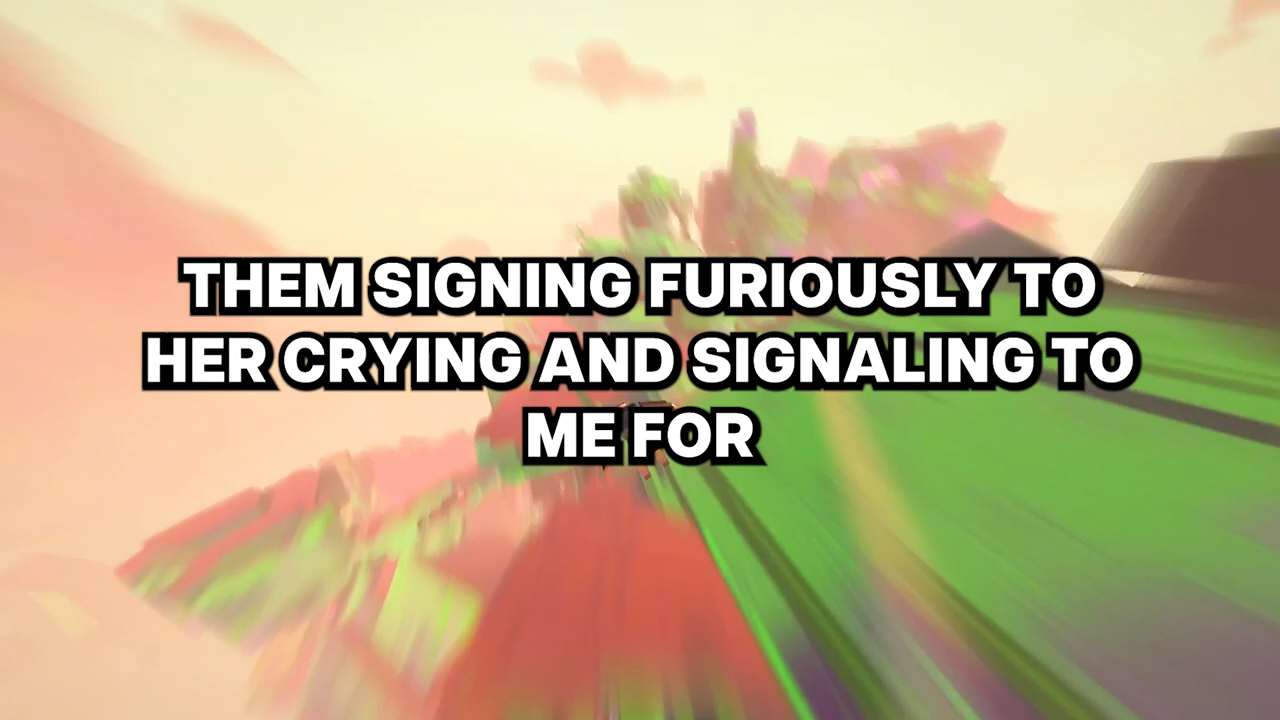 THEM SIGNING FURIOUSLY TO
HER CRYING AND SIGNALING TO
ME FOR